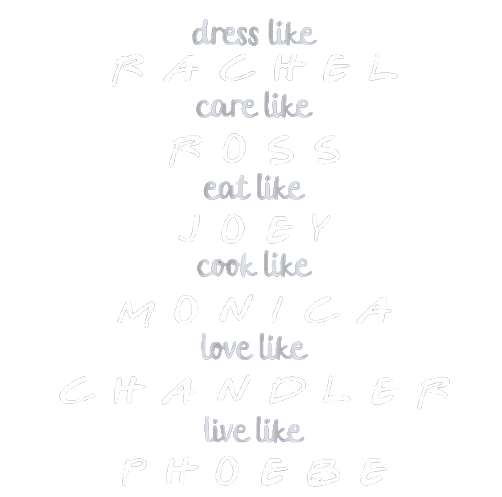 dress like
RACHEL
care like
ROSS
eat like
JOEY
cook like
MONICA
love like
CHANDLER
live like
PHOEBE